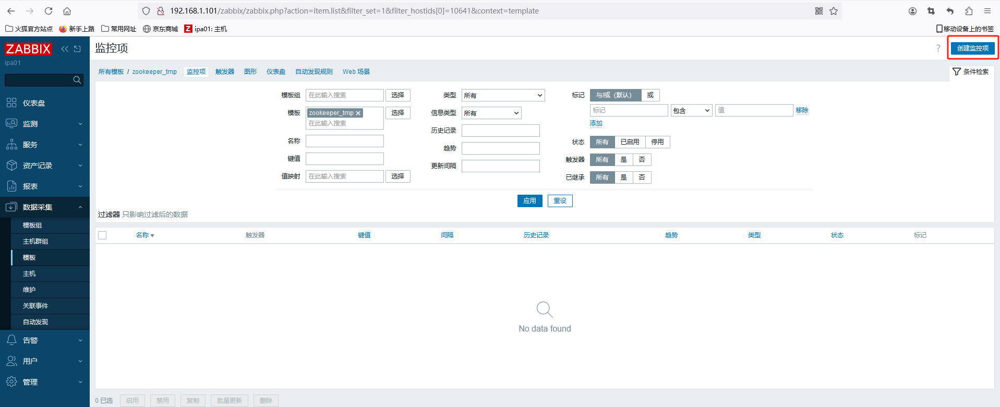 192.168.1.101/zabbix/zabbix.php?action=item.list&filter_set=1&filter_hostids[0]=10641&context=template
火狐官方站点 新手上路 常用网址 京东商城 Z ipa01: 主机 移动设备上的书签
ZABBIX
ipa01
仪表盘
监测
服务
资产记录
报表
数据采集
模板组
主机群组
模板
主机
维护
关联事件
自动发现
告警
用户
管理
监控项 ? 创建监控项
所有模板 / zookeeper_tmp 监控项 触发器 图形 仪表盘 自动发现规则 Web 场景 条件检索
模板组 在此输入搜索 选择
模板 zookeeper_tmp 选择
在此输入搜索
名称
键值
值映射 在此输入搜索 选择
类型 所有
信息类型 所有
历史记录
趋势
更新间隔
标记 与/或（默认） 或
标记 包含 值 移除
添加
状态 所有 已启用 停用
触发器 所有 是 否
已继承 所有 是 否
应用 重设
过滤器 只影响过滤后的数据
名称 触发器 键值 间隔 历史记录 趋势 类型 状态 标记
No data found
0 已选 启用 禁用 复制 批量更新 删除